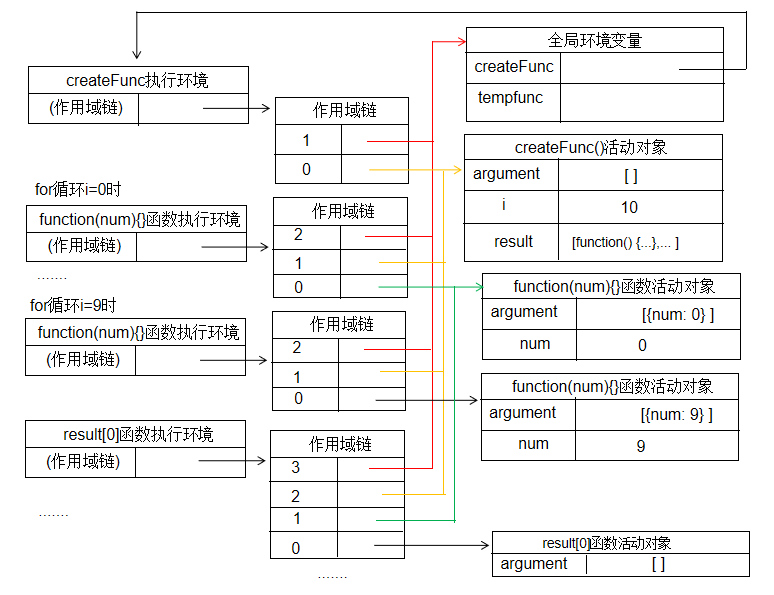 全局环境变量
createFunc
tempfunc
createFunc执行环境
(作用域链)
作用域链
1
0
createFunc()活动对象
argument [ ]
i 10
result [function() {...},... ]
for循环i=0时
function(num){}函数执行环境
(作用域链)
.......
作用域链
2
1
0
function(num){}函数活动对象
argument [{num: 0} ]
num 0
for循环i=9时
function(num){}函数执行环境
(作用域链)
作用域链
2
1
0
function(num){}函数活动对象
argument [{num: 9} ]
num 9
result[0]函数执行环境
(作用域链)
.......
作用域链
3
2
1
0
.......
result[0]函数活动对象
argument [ ]